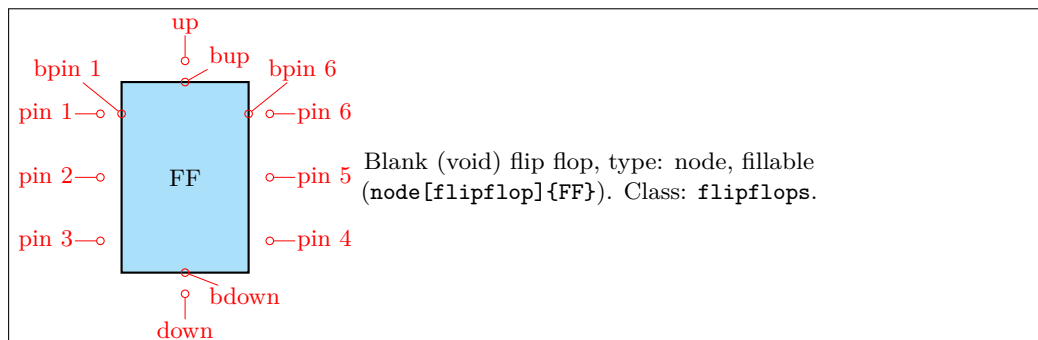 up
bup
bpin 1
bpin 6
pin 1
pin 6
pin 2
FF
pin 5
pin 3
pin 4
bdown
down
Blank (void) flip flop, type: node, fillable
(node[flipflop]{FF}). Class: flipflops.